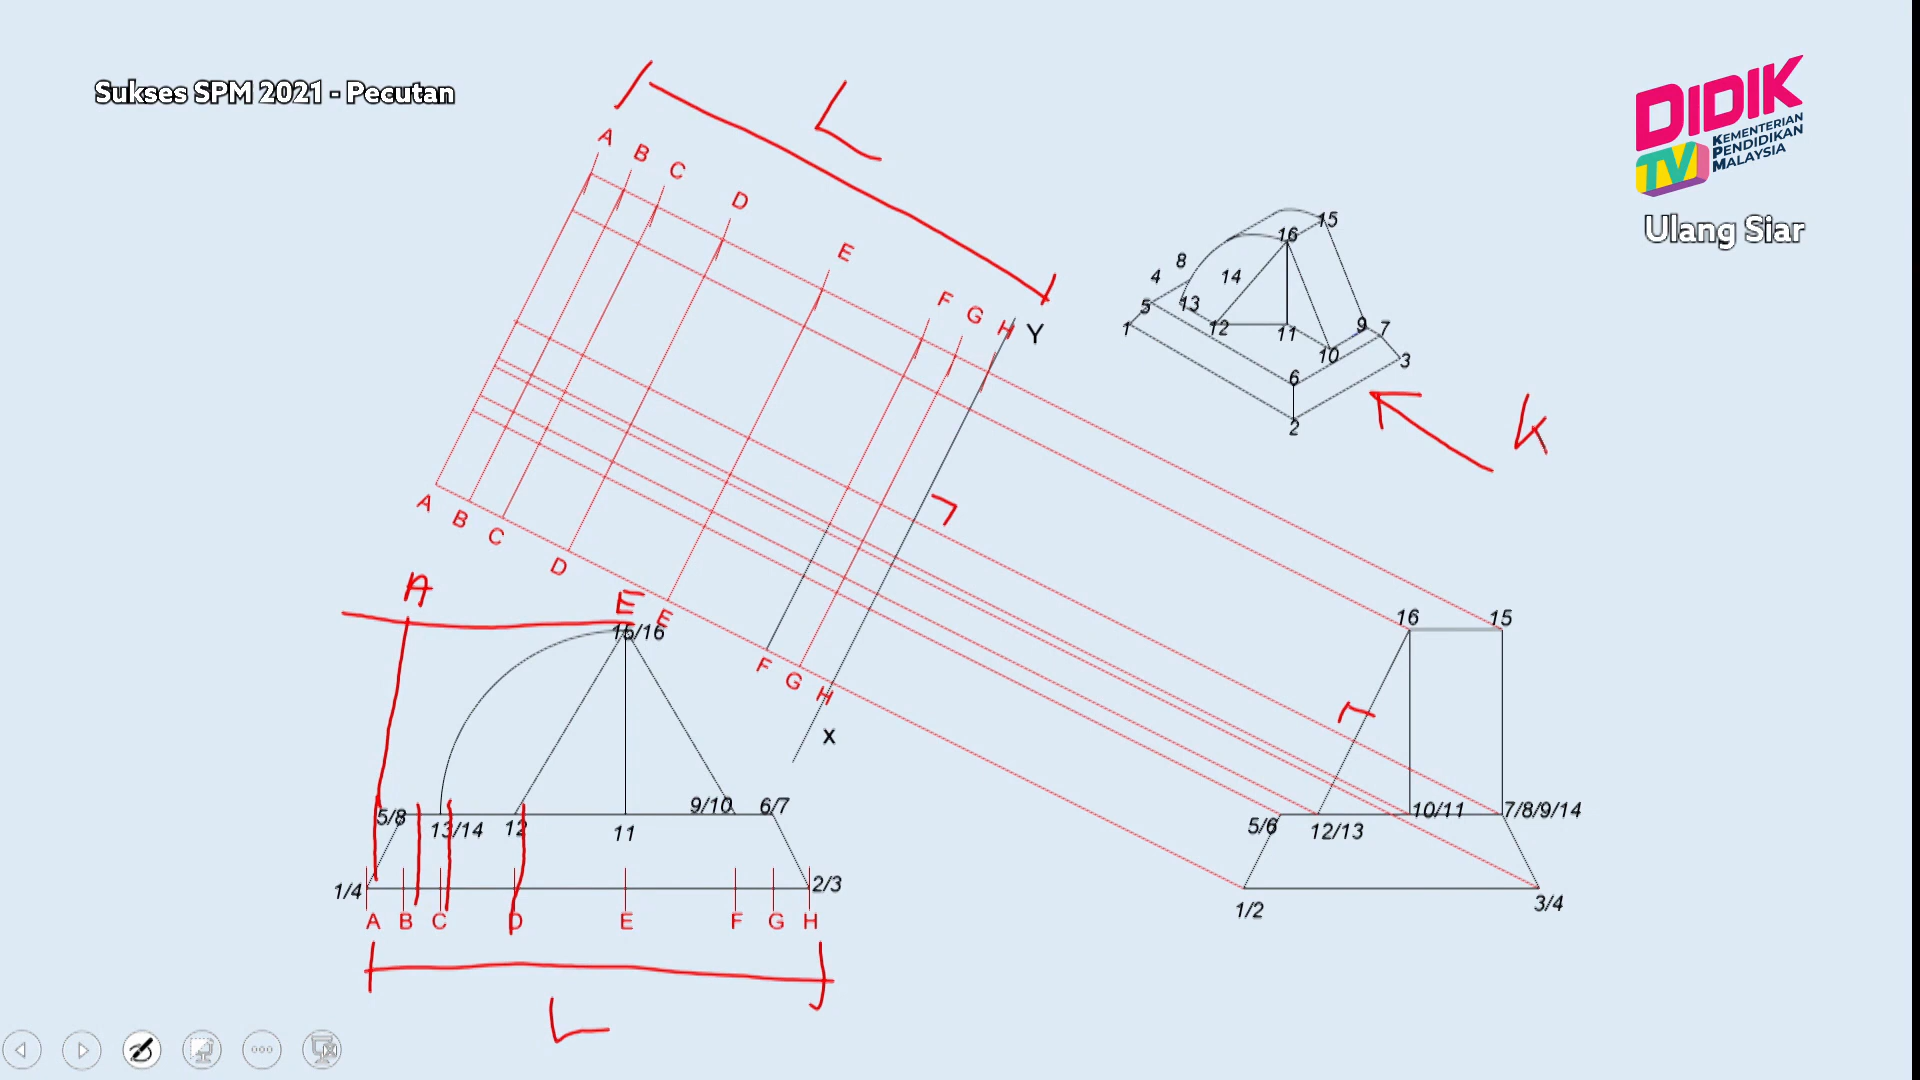 Sukses SPM 2021 - Pecutan
DIDIK
TV
KEMENTERIAN
PENDIDIKAN
MALAYSIA
Ulang Siar
L
A
B
C
D
E
F
G
H
Y
15
16
8
4
14
5
13
1
12
11
9
7
10
3
6
2
K
A
B
C
D
E
F
G
H
x
A
E
15/16
16
15
5/8
13/14
12
11
9/10
6/7
1/4
2/3
A B C D E F G H
L
5/6
12/13
10/11
7/8/9/14
1/2
3/4